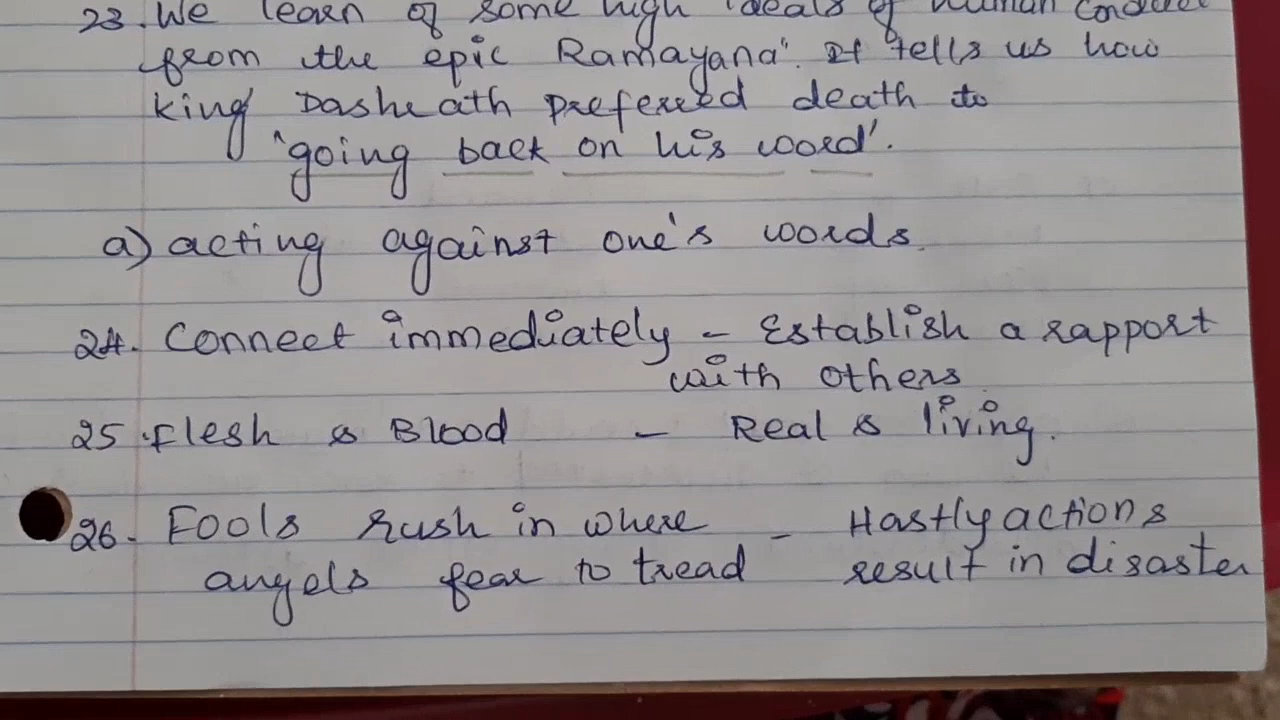 23. We learn of some high ideals of human conduct
from the epic Ramayana'. It tells us how
king Dashrath preferred death to
'going back on his word'.
a) acting against one's words.
24. Connect immediately - Establish a rapport
with others.
25. Flesh & Blood - Real & living.
26. Fools rush in where - Hastly actions
angels fear to tread result in disaster